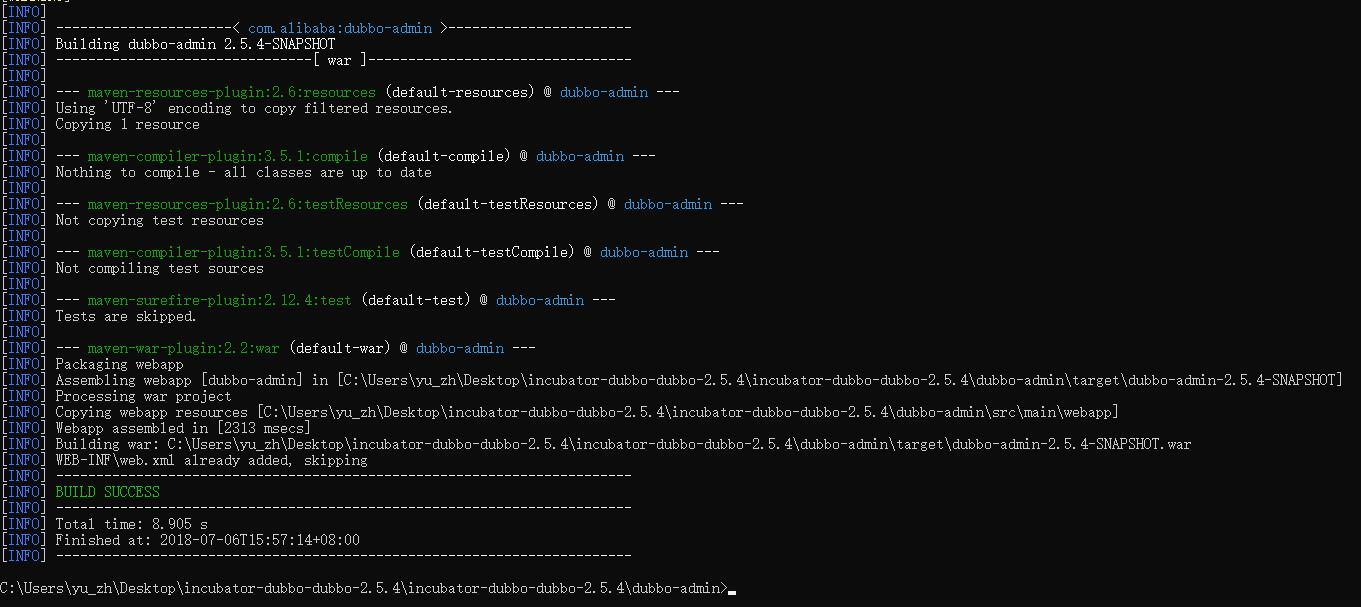 [INFO]
[INFO] ----------------------< com.alibaba:dubbo-admin >-----------------------
[INFO] Building dubbo-admin 2.5.4-SNAPSHOT
[INFO] --------------------------------[ war ]---------------------------------
[INFO]
[INFO] --- maven-resources-plugin:2.6:resources (default-resources) @ dubbo-admin ---
[INFO] Using 'UTF-8' encoding to copy filtered resources.
[INFO] Copying 1 resource
[INFO]
[INFO] --- maven-compiler-plugin:3.5.1:compile (default-compile) @ dubbo-admin ---
[INFO] Nothing to compile - all classes are up to date
[INFO]
[INFO] --- maven-resources-plugin:2.6:testResources (default-testResources) @ dubbo-admin ---
[INFO] Not copying test resources
[INFO]
[INFO] --- maven-compiler-plugin:3.5.1:testCompile (default-testCompile) @ dubbo-admin ---
[INFO] Not compiling test sources
[INFO]
[INFO] --- maven-surefire-plugin:2.12.4:test (default-test) @ dubbo-admin ---
[INFO] Tests are skipped.
[INFO]
[INFO] --- maven-war-plugin:2.2:war (default-war) @ dubbo-admin ---
[INFO] Packaging webapp
[INFO] Assembling webapp [dubbo-admin] in [C:\Users\yu_zh\Desktop\incubator-dubbo-dubbo-2.5.4\incubator-dubbo-dubbo-2.5.4\dubbo-admin\target\dubbo-admin-2.5.4-SNAPSHOT]
[INFO] Processing war project
[INFO] Copying webapp resources [C:\Users\yu_zh\Desktop\incubator-dubbo-dubbo-2.5.4\incubator-dubbo-dubbo-2.5.4\dubbo-admin\src\main\webapp]
[INFO] Webapp assembled in [2313 msecs]
[INFO] Building war: C:\Users\yu_zh\Desktop\incubator-dubbo-dubbo-2.5.4\incubator-dubbo-dubbo-2.5.4\dubbo-admin\target\dubbo-admin-2.5.4-SNAPSHOT.war
[INFO] WEB-INF\web.xml already added, skipping
[INFO] ------------------------------------------------------------------------
[INFO] BUILD SUCCESS
[INFO] ------------------------------------------------------------------------
[INFO] Total time: 8.905 s
[INFO] Finished at: 2018-07-06T15:57:14+08:00
[INFO] ------------------------------------------------------------------------
C:\Users\yu_zh\Desktop\incubator-dubbo-dubbo-2.5.4\incubator-dubbo-dubbo-2.5.4\dubbo-admin>